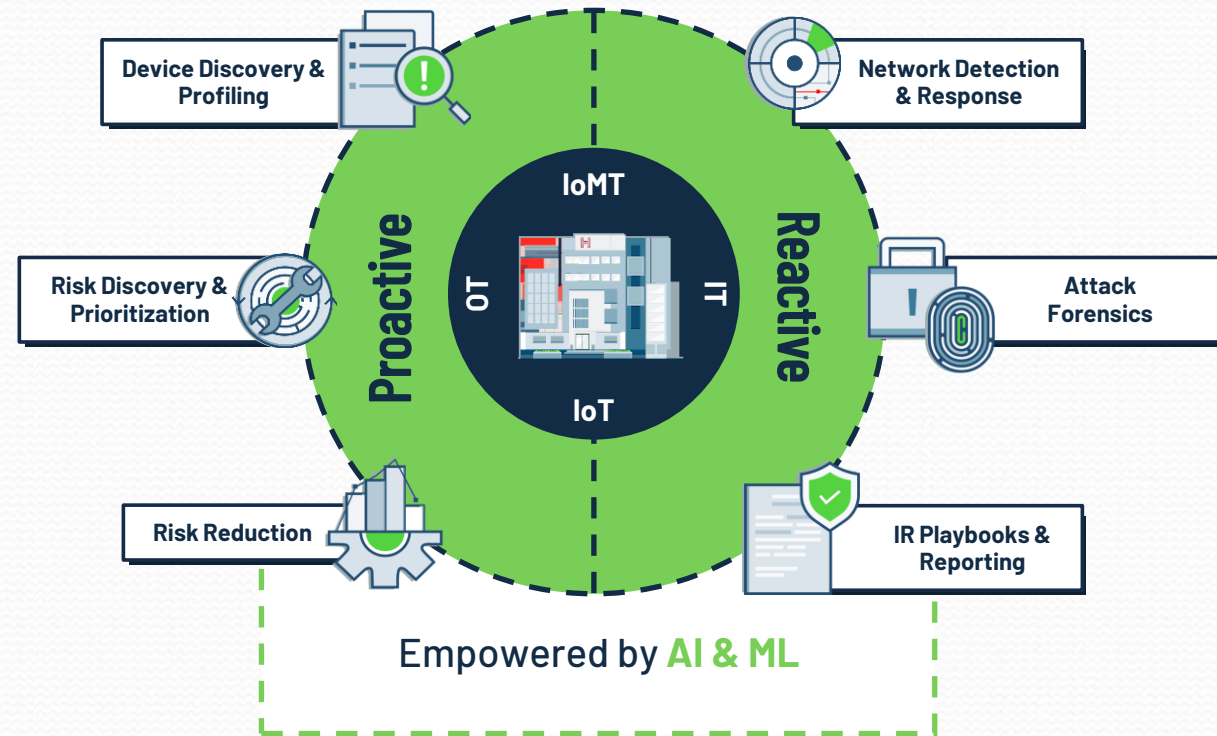 Device Discovery &
Profiling
Network Detection
& Response
IoMT
H
Proactive
Reactive
OT
IT
Risk Discovery &
Prioritization
Attack
Forensics
IoT
Risk Reduction
IR Playbooks &
Reporting
Empowered by AI & ML